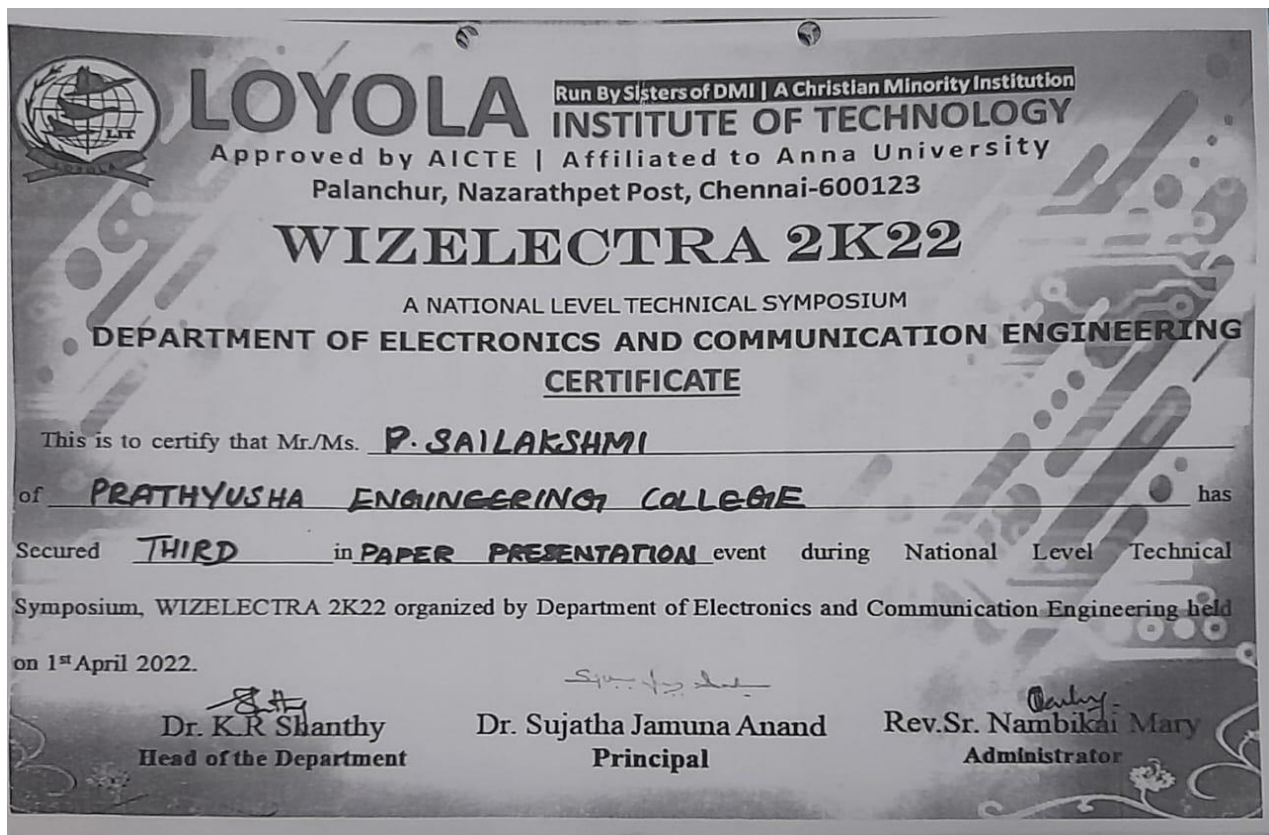 LOYOLA
Run By Sisters of DMI | A Christian Minority Institution
INSTITUTE OF TECHNOLOGY
LIT
LOYOLA
Approved by AICTE | Affiliated to Anna University
Palanchur, Nazarathpet Post, Chennai-600123
WIZELECTRA 2K22
A NATIONAL LEVEL TECHNICAL SYMPOSIUM
DEPARTMENT OF ELECTRONICS AND COMMUNICATION ENGINEERING
CERTIFICATE
This is to certify that Mr./Ms. P. SAILAKSHMI
of PRATHYUSHA ENGINEERING COLLEGE has
Secured THIRD in PAPER PRESENTATION event during National Level Technical
Symposium, WIZELECTRA 2K22 organized by Department of Electronics and Communication Engineering held
on 1st April 2022.
Dr. K.R Shanthy Dr. Sujatha Jamuna Anand Rev.Sr. Nambikai Mary
Head of the Department Principal Administrator